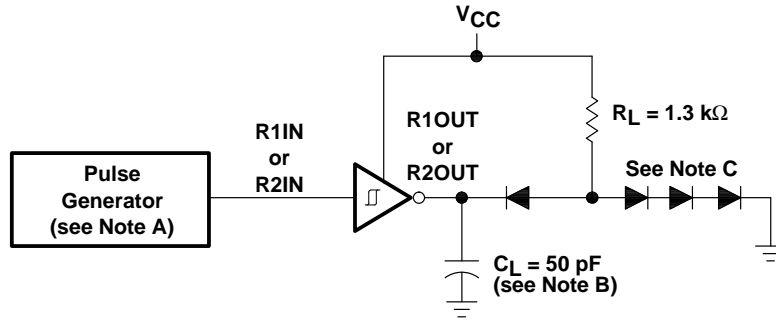 VCC
R1IN
or
R2IN
R1OUT
or
R2OUT
RL = 1.3 kΩ
Pulse
Generator
(see Note A)
See Note C
CL = 50 pF
(see Note B)